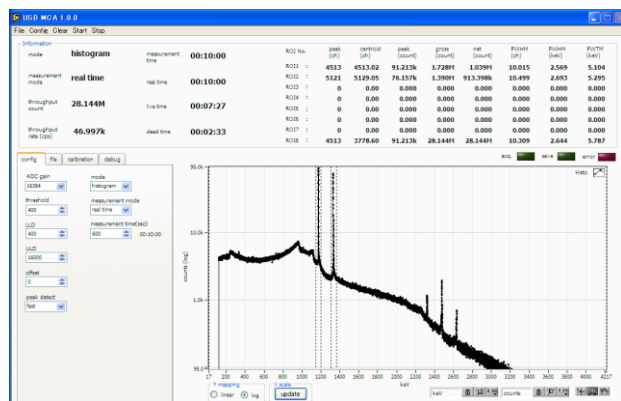 USB MCA 1.0.0
File Config Clear Start Stop
Information
mode histogram measurement time 00:10:00
measurement mode real time real time 00:10:00
throughput count 28.144M live time 00:07:27
throughput rate (cps) 46.997k dead time 00:02:33
ROI No. peak (ch) centroid (ch) peak (count) gross (count) net (count) FWHM (ch) FWHM (keV) FWTM (keV)
ROI1 : 4513 4513.02 91.213k 1.728M 1.039M 10.015 2.569 5.104
ROI2 : 5121 5129.05 76.157k 1.390M 913.398k 10.499 2.693 5.295
ROI3 : 0 0.00 0.000 0.000 0.000 0.000 0.000 0.000
ROI4 : 0 0.00 0.000 0.000 0.000 0.000 0.000 0.000
ROI5 : 0 0.00 0.000 0.000 0.000 0.000 0.000 0.000
ROI6 : 0 0.00 0.000 0.000 0.000 0.000 0.000 0.000
ROI7 : 0 0.00 0.000 0.000 0.000 0.000 0.000 0.000
ROI8 : 4513 3778.60 91.213k 28.144M 28.144M 10.309 2.644 5.787
acq. save error
config file calibration debug
ADC gain mode
16384 histogram
threshold measurement mode
400 real time
LLD measurement time(sec)
400 600 00:10:00
ULD
16000
offset
0
peak detect
fast
Histo
95.0k
10.0k
1.0k
95.0
counts (log)
17 200 400 600 800 1000 1200 1400 1600 1800 2000 2200 2400 2600 2800 3000 3200 3400 3600 3800 4000 4217
keV
Y mapping
linear log
X scale
update
keV
counts